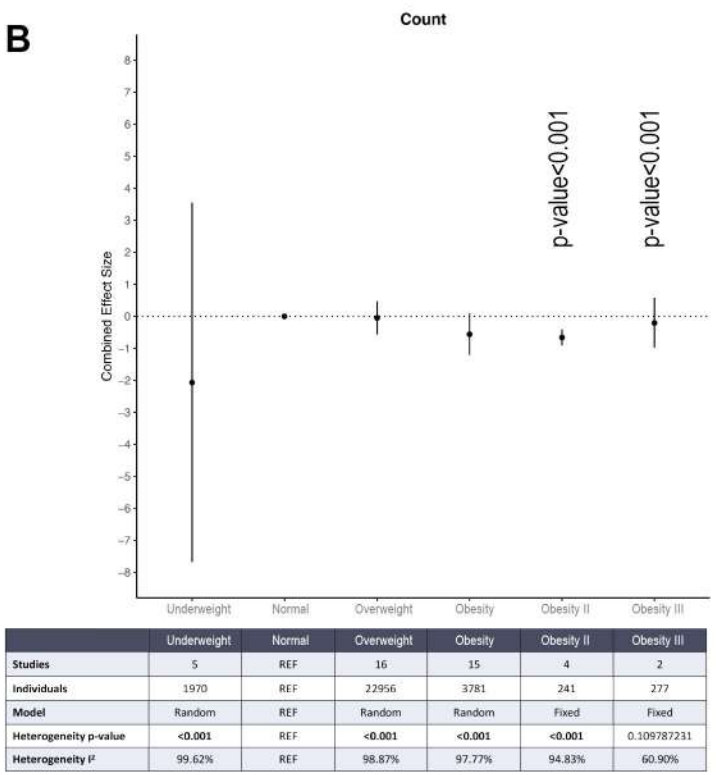 B
Count
Combined Effect Size
8
7
6
5
4
3
2
1
0
−1
−2
−3
−4
−5
−6
−7
−8
p-value<0.001
p-value<0.001
Underweight Normal Overweight Obesity Obesity II Obesity III
Underweight Normal Overweight Obesity Obesity II Obesity III
Studies 5 REF 16 15 4 2
Individuals 1970 REF 22956 3781 241 277
Model Random REF Random Random Fixed Fixed
Heterogeneity p-value <0.001 REF <0.001 <0.001 <0.001 0.109787231
Heterogeneity I² 99.62% REF 98.87% 97.77% 94.83% 60.90%